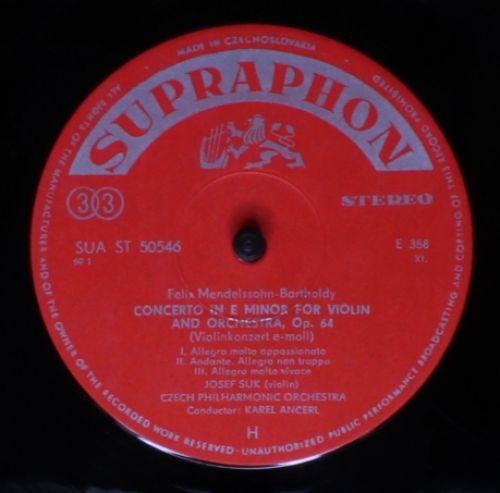 MADE IN CZECHOSLOVAKIA
SUPRAPHON
33
STEREO
SUA ST 50546
E 368
XI.
Felix Mendelssohn-Bartholdy
CONCERTO IN E MINOR FOR VIOLIN
AND ORCHESTRA, Op. 64
(Violinkonzert e-moll)
I. Allegro molto appassionato
II. Andante. Allegro non troppo
III. Allegro molto vivace
JOSEF SUK (violin)
CZECH PHILHARMONIC ORCHESTRA
Conductor: KAREL ANCERL
H
ALL RIGHTS OF THE MANUFACTURER AND OF THE OWNER OF THE RECORDED WORK RESERVED - UNAUTHORIZED PUBLIC PERFORMANCE BROADCASTING AND COPYING OF THIS RECORD PROHIBITED